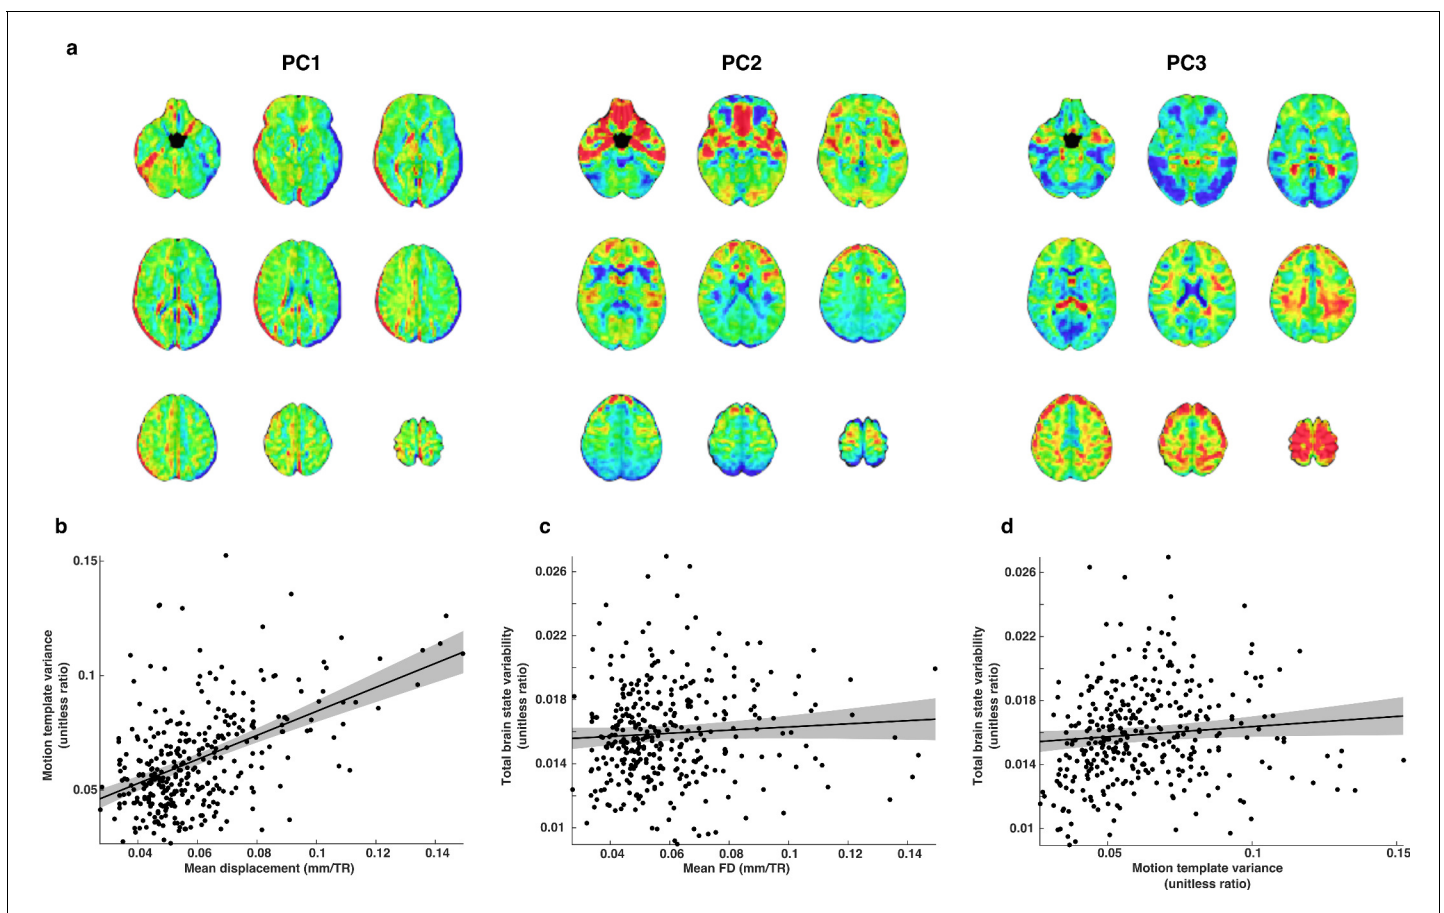 a
PC1
PC2
PC3
b
c
d
Motion template variance
(unitless ratio)
0.15
0.1
0.05
0.04
0.06
0.08
0.1
0.12
0.14
Mean displacement (mm/TR)
Total brain state variability
(unitless ratio)
0.026
0.022
0.018
0.014
0.01
0.04
0.06
0.08
0.1
0.12
0.14
Mean FD (mm/TR)
Total brain state variability
(unitless ratio)
0.026
0.022
0.018
0.014
0.01
0.05
0.1
0.15
Motion template variance
(unitless ratio)